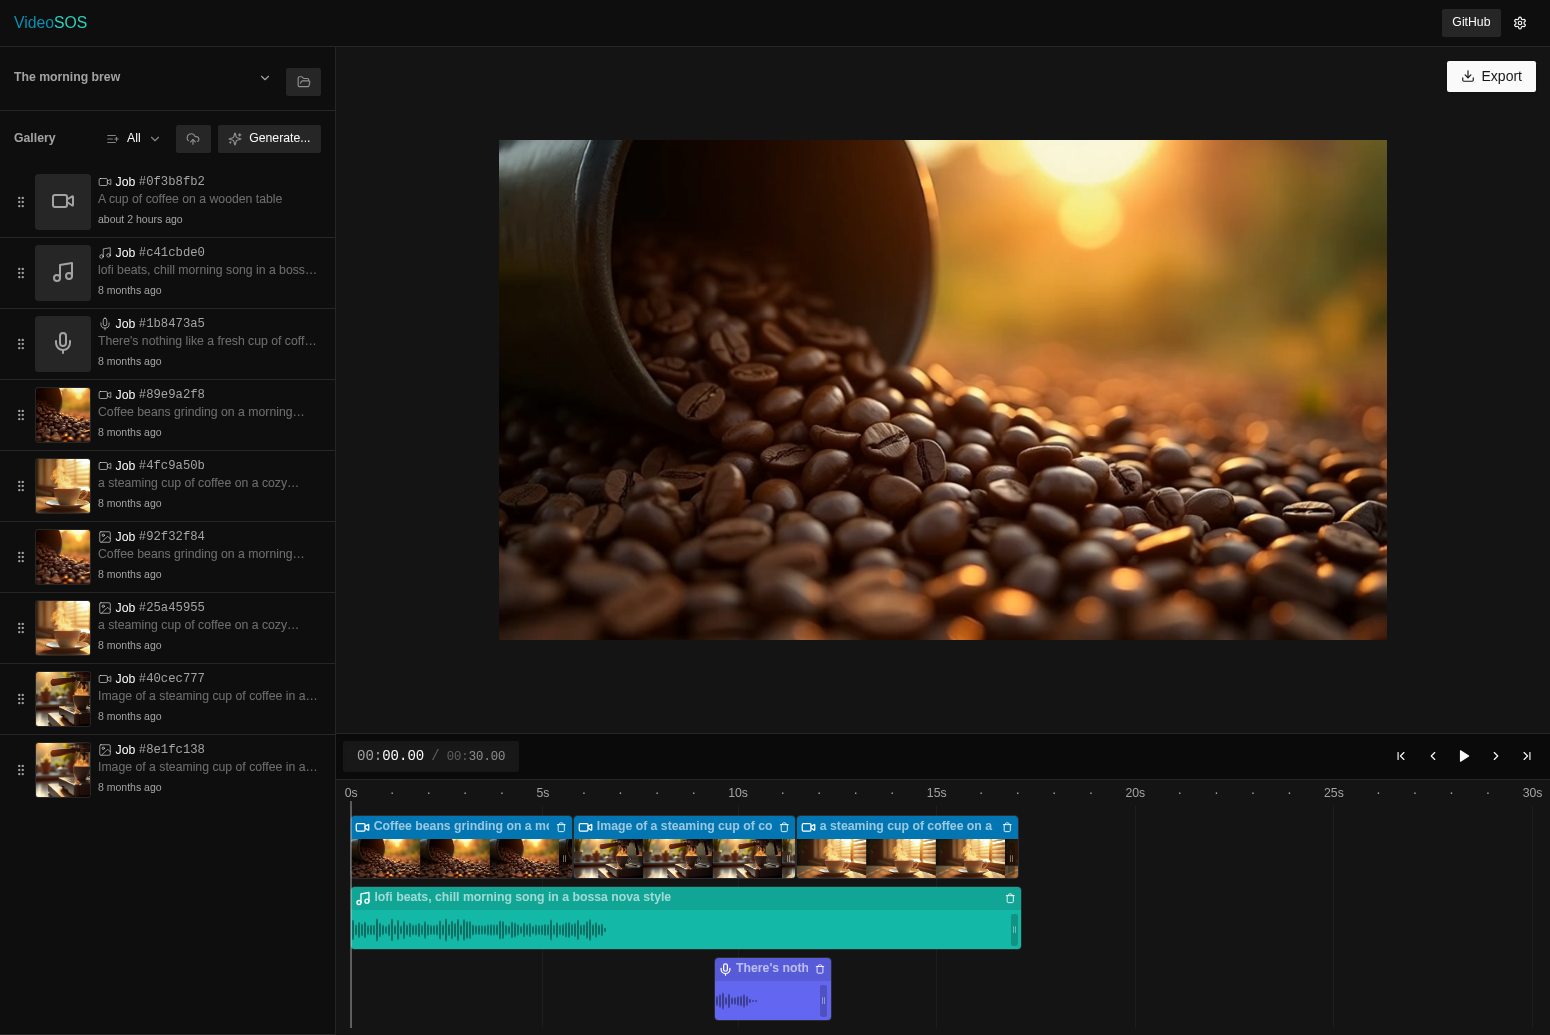 VideoSOS
GitHub
The morning brew
Export
Gallery
All
Generate...
Job #0f3b8fb2
A cup of coffee on a wooden table
about 2 hours ago
Job #c41cbde0
lofi beats, chill morning song in a boss…
8 months ago
Job #1b8473a5
There's nothing like a fresh cup of coff…
8 months ago
Job #89e9a2f8
Coffee beans grinding on a morning…
8 months ago
Job #4fc9a50b
a steaming cup of coffee on a cozy…
8 months ago
Job #92f32f84
Coffee beans grinding on a morning…
8 months ago
Job #25a45955
a steaming cup of coffee on a cozy…
8 months ago
Job #40cec777
Image of a steaming cup of coffee in a…
8 months ago
Job #8e1fc138
Image of a steaming cup of coffee in a…
8 months ago
00:00.00 / 00:30.00
0s 5s 10s 15s 20s 25s 30s
Coffee beans grinding on a mo
Image of a steaming cup of co
a steaming cup of coffee on a
lofi beats, chill morning song in a bossa nova style
There's noth